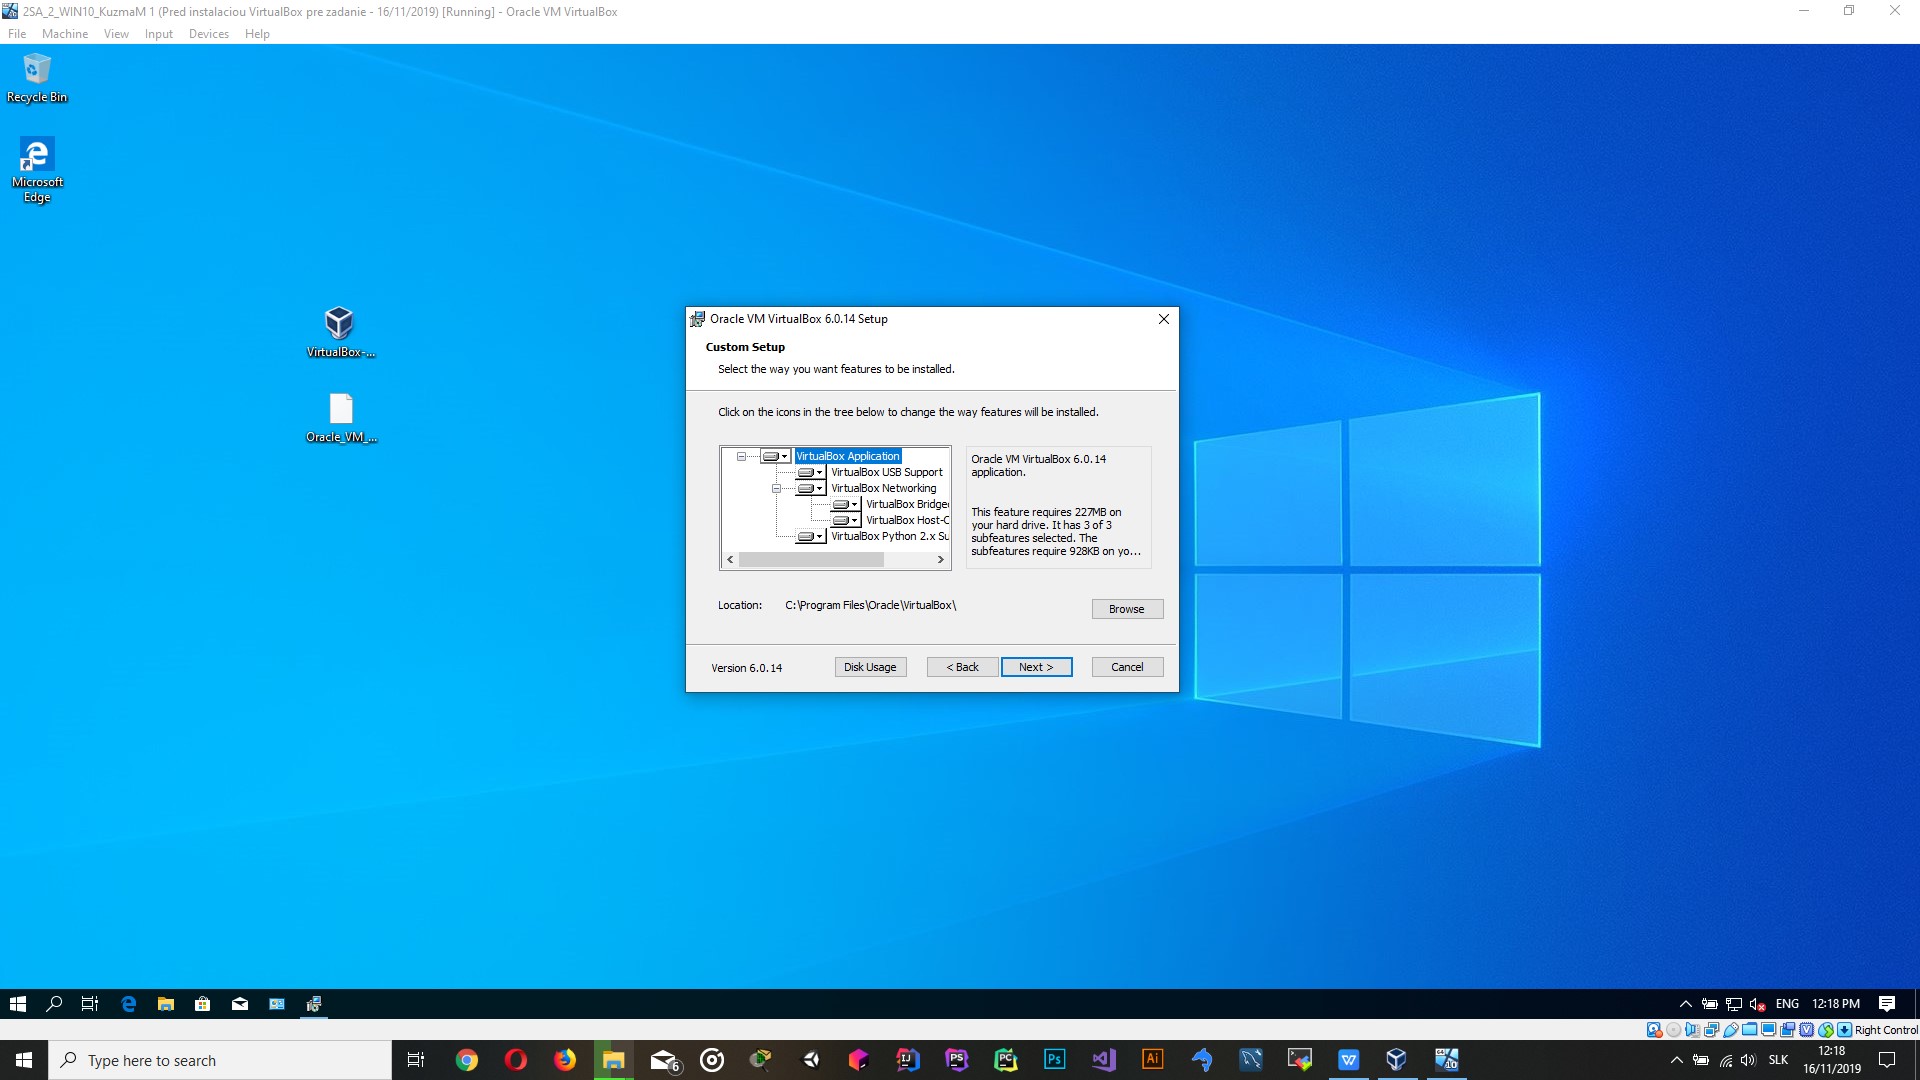 2SA_2_WIN10_KuzmaM 1 (Pred instalaciou VirtualBox pre zadanie - 16/11/2019) [Running] - Oracle VM VirtualBox
File Machine View Input Devices Help
Recycle Bin
Microsoft
Edge
VirtualBox-...
Oracle_VM_...
Oracle VM VirtualBox 6.0.14 Setup
Custom Setup
Select the way you want features to be installed.
Click on the icons in the tree below to change the way features will be installed.
VirtualBox Application
VirtualBox USB Support
VirtualBox Networking
VirtualBox Bridge
VirtualBox Host-
VirtualBox Python 2.x Su
Oracle VM VirtualBox 6.0.14
application.
This feature requires 227MB on
your hard drive. It has 3 of 3
subfeatures selected. The
subfeatures require 928KB on yo...
Location: C:\Program Files\Oracle\VirtualBox\
Browse
Version 6.0.14
Disk Usage
< Back
Next >
Cancel
ENG 12:18 PM
Right Control
Type here to search
6
IJ
PS
PC
Ps
Ai
W
10
SLK
12:18
16/11/2019